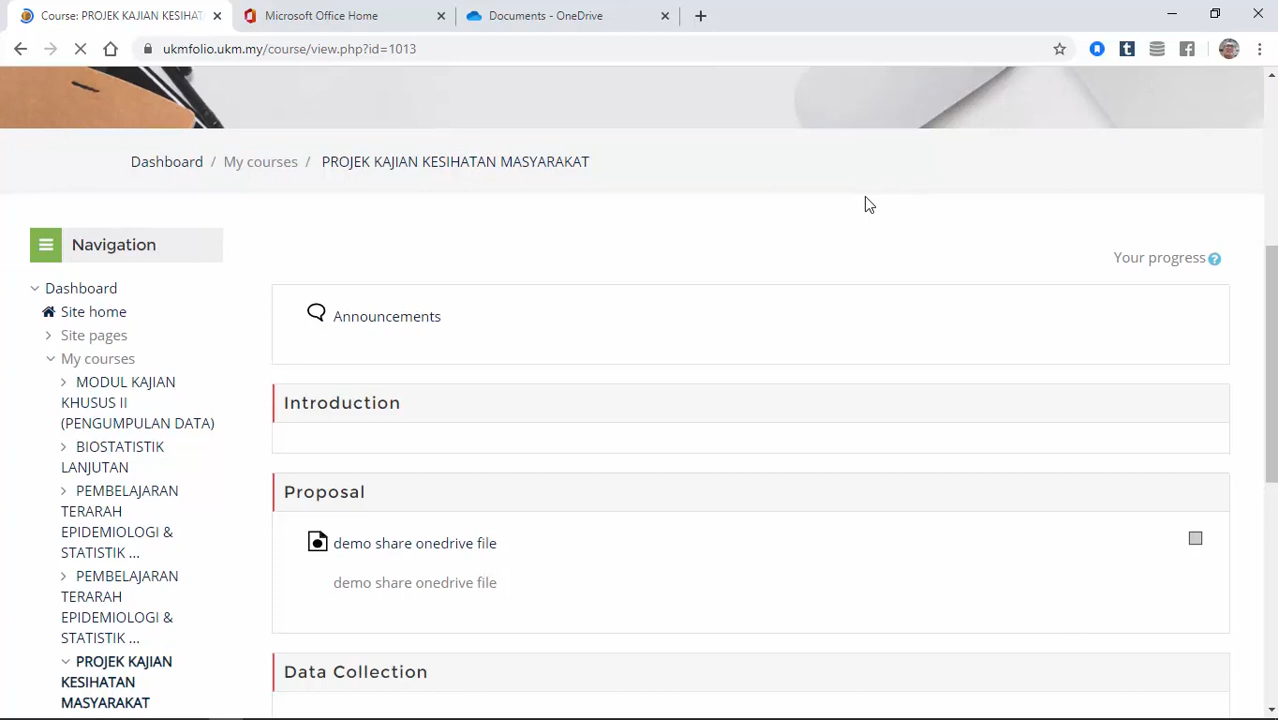 Course: PROJEK KAJIAN KESIHAT
Microsoft Office Home
Documents - OneDrive
ukmfolio.ukm.my/course/view.php?id=1013
Dashboard / My courses / PROJEK KAJIAN KESIHATAN MASYARAKAT
Navigation
Dashboard
Site home
Site pages
My courses
MODUL KAJIAN
KHUSUS II
(PENGUMPULAN DATA)
BIOSTATISTIK
LANJUTAN
PEMBELAJARAN
TERARAH
EPIDEMIOLOGI &
STATISTIK ...
PEMBELAJARAN
TERARAH
EPIDEMIOLOGI &
STATISTIK ...
PROJEK KAJIAN
KESIHATAN
MASYARAKAT
Your progress
Announcements
Introduction
Proposal
demo share onedrive file
demo share onedrive file
Data Collection